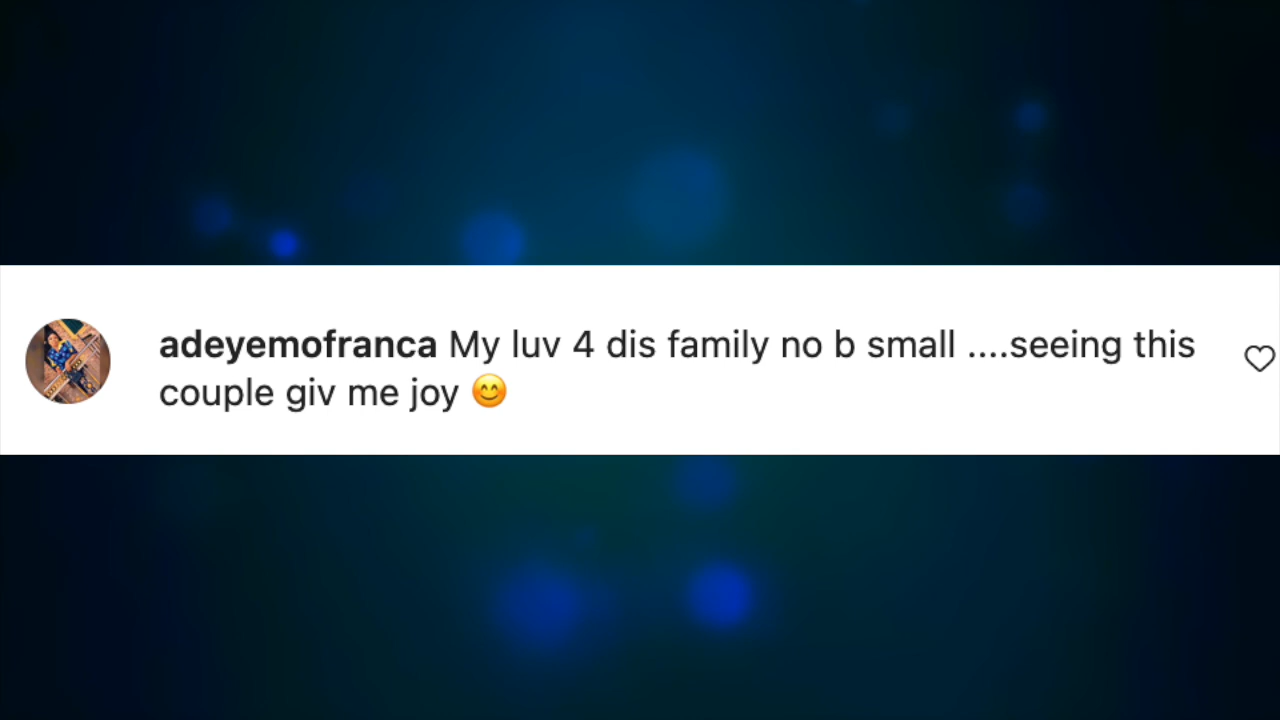 adeyemofranca My luv 4 dis family no b small ....seeing this
couple giv me joy 😊